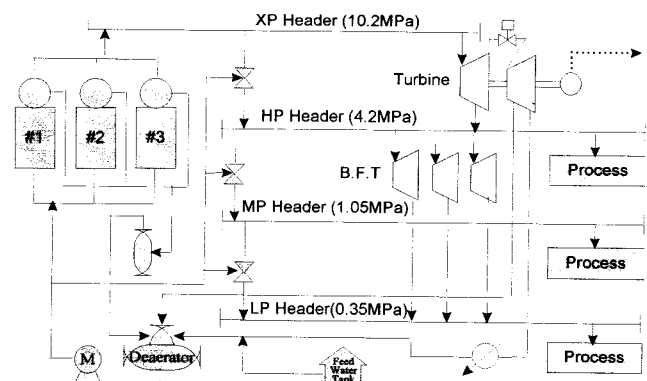 XP Header (10.2MPa)
Turbine
#1
#2
#3
HP Header (4.2MPa)
B.F.T
Process
MP Header (1.05MPa)
Process
LP Header(0.35MPa)
M
Deaerator
Feed
Water
Tank
Process